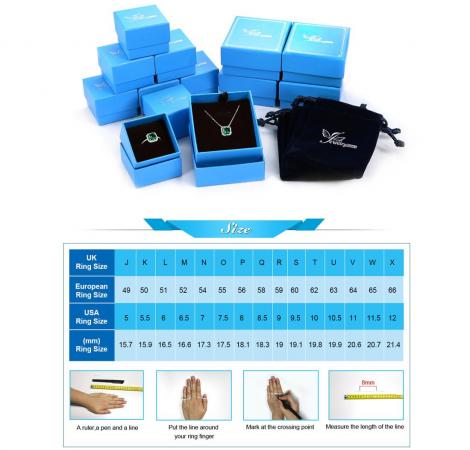 Size
UK
Ring Size J K L M N O P Q R S T U V W X
European
Ring Size 49 50 51 52 54 55 56 58 59 60 62 63 64 65 66
USA
Ring Size 5 5.5 6 6.5 7 7.5 8 8.5 9 9.5 10 10.5 11 11.5 12
(mm)
Ring Size 15.7 15.9 16.5 16.6 17.3 17.5 18.1 18.3 19 19.1 19.8 19.9 20.6 20.7 21.4
8mm
A ruler,a pen and a line
Put the line around
your ring finger
Mark at the crossing point
Measure the length of the line